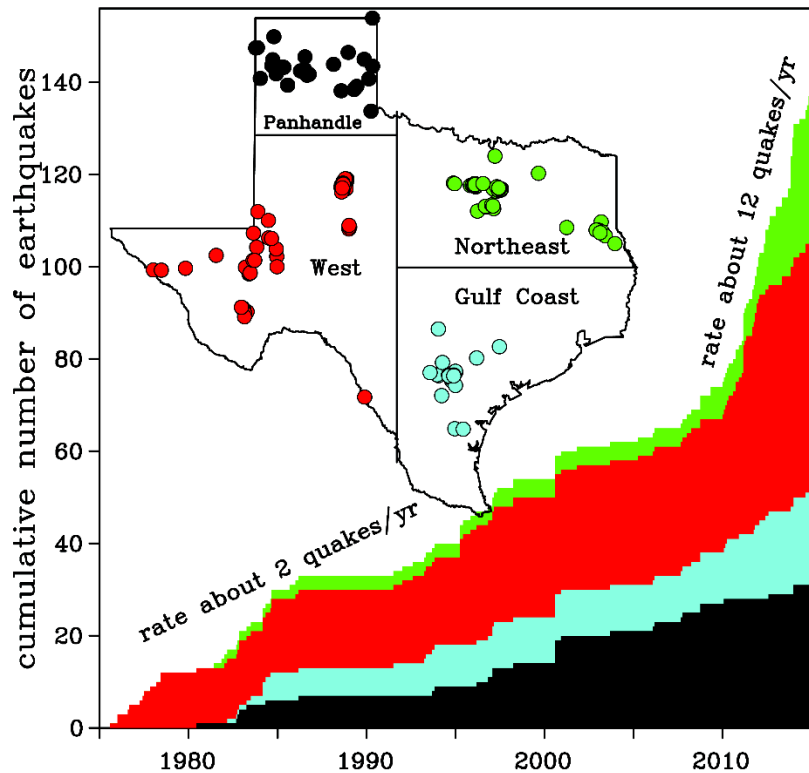 cumulative number of earthquakes
140
120
100
80
60
40
20
0
1980
1990
2000
2010
Panhandle
West
Northeast
Gulf Coast
rate about 2 quakes/yr
rate about 12 quakes/yr